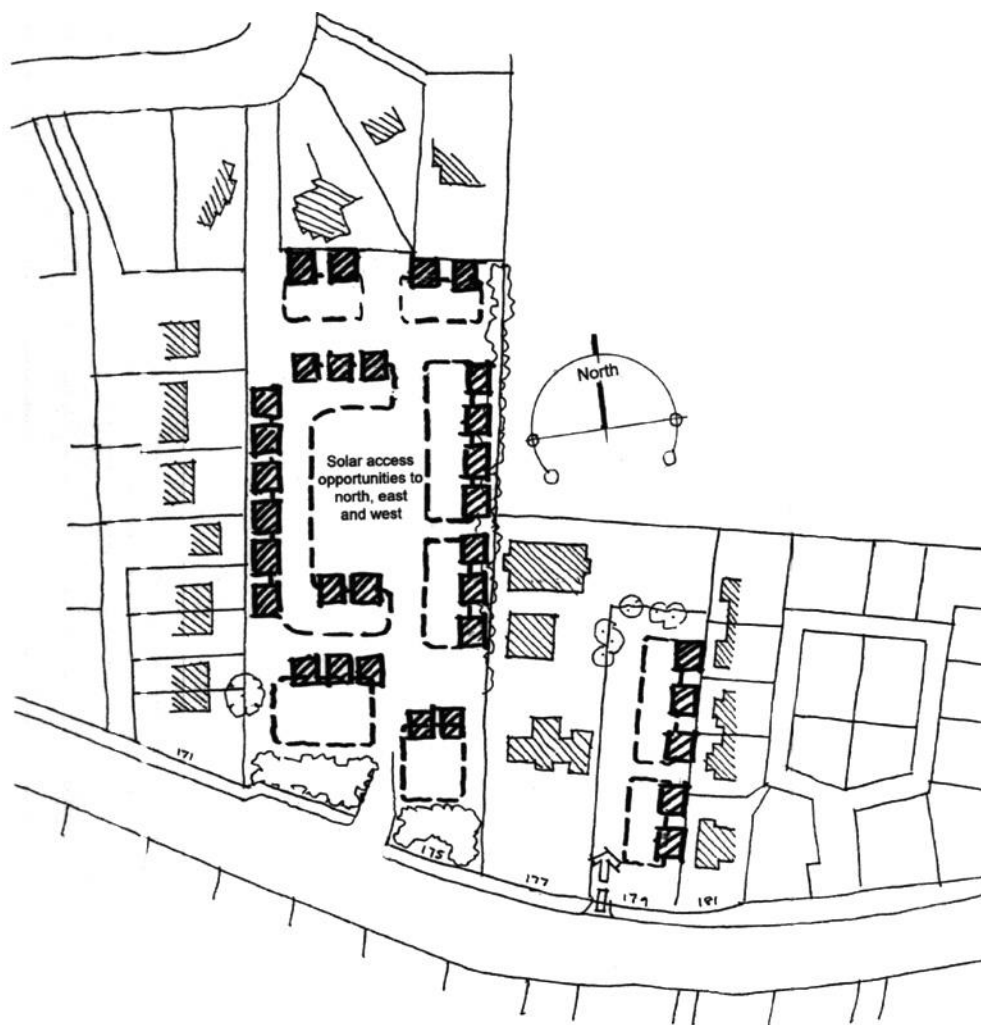 North
Solar access
opportunities to
north, east
and west
171
175
177
179
181